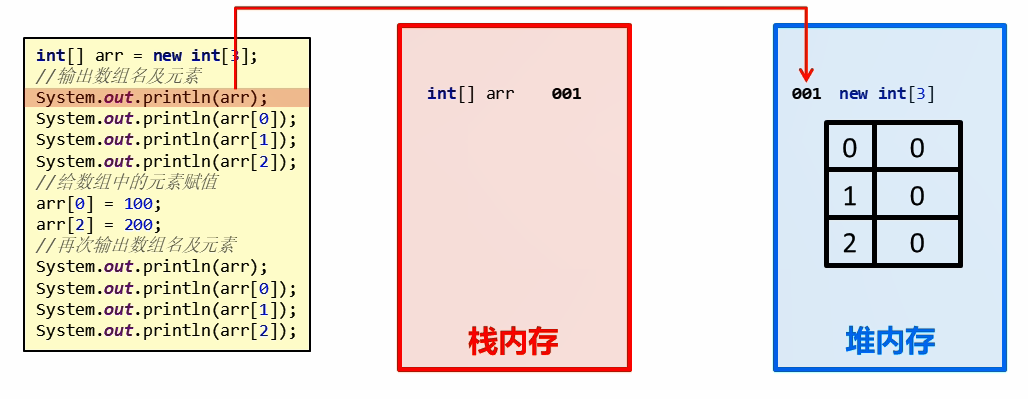 int[] arr = new int[3];
//输出数组名及元素
System.out.println(arr);
System.out.println(arr[0]);
System.out.println(arr[1]);
System.out.println(arr[2]);
//给数组中的元素赋值
arr[0] = 100;
arr[2] = 200;
//再次输出数组名及元素
System.out.println(arr);
System.out.println(arr[0]);
System.out.println(arr[1]);
System.out.println(arr[2]);
int[] arr 001
栈内存
001 new int[3]
0 0
1 0
2 0
堆内存